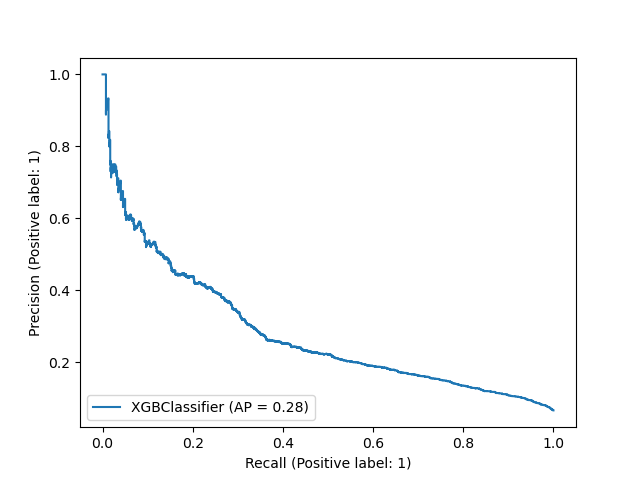 1.0
0.8
0.6
0.4
0.2
Precision (Positive label: 1)
XGBClassifier (AP = 0.28)
0.0 0.2 0.4 0.6 0.8 1.0
Recall (Positive label: 1)